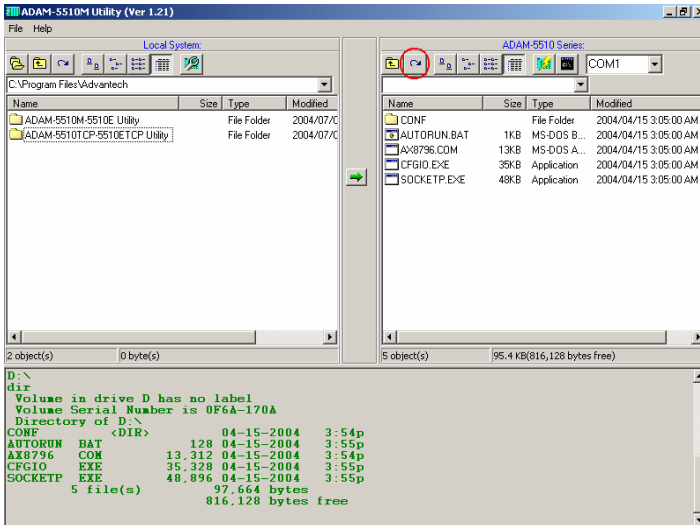 ADAM-5510M Utility (Ver 1.21)
File Help
Local System:
C:\Program Files\Advantech
Name Size Type Modified
ADAM-5510M-5510E Utility File Folder 2004/07/0
ADAM-5510TCP-5510ETCP Utility File Folder 2004/07/0
2 object(s) 0 byte(s)
ADAM-5510 Series:
COM1
Name Size Type Modified
CONF File Folder 2004/04/15 3:05:00 AM
AUTORUN.BAT 1KB MS-DOS B... 2004/04/15 3:05:00 AM
AX8796.COM 13KB MS-DOS A... 2004/04/15 3:05:00 AM
CFGIO.EXE 35KB Application 2004/04/15 3:05:00 AM
SOCKETP.EXE 48KB Application 2004/04/15 3:05:00 AM
5 object(s) 95.4 KB(816,128 bytes free)
D:\
dir
Volume in drive D has no label
Volume Serial Number is 0F6A-170A
Directory of D:\
CONF <DIR> 04-15-2004 3:54p
AUTORUN BAT 128 04-15-2004 3:55p
AX8796 COM 13,312 04-15-2004 3:54p
CFGIO EXE 35,328 04-15-2004 3:55p
SOCKETP EXE 48,896 04-15-2004 3:55p
5 file(s) 97,664 bytes
816,128 bytes free